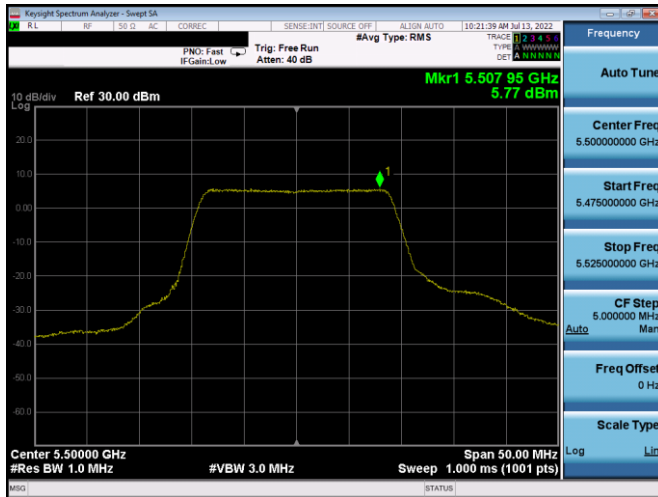 Keysight Spectrum Analyzer - Swept SA
RL RF 50 Ω AC CORREC SENSE:INT SOURCE OFF ALIGN AUTO 10:21:39 AM Jul 13, 2022
#Avg Type: RMS
TRACE 1 2 3 4 5 6
TYPE A WWWWW
DET A N N N N N
PNO: Fast
IFGain:Low
Trig: Free Run
Atten: 40 dB
Mkr1 5.507 95 GHz
5.77 dBm
10 dB/div Ref 30.00 dBm
Log
20.0
10.0
0.00
-10.0
-20.0
-30.0
-40.0
-50.0
-60.0
1
Center 5.50000 GHz
Span 50.00 MHz
#Res BW 1.0 MHz
#VBW 3.0 MHz
Sweep 1.000 ms (1001 pts)
MSG
STATUS
Frequency
Auto Tune
Center Freq
5.500000000 GHz
Start Freq
5.475000000 GHz
Stop Freq
5.525000000 GHz
CF Step
5.000000 MHz
Auto Man
Freq Offset
0 Hz
Scale Type
Log Lin